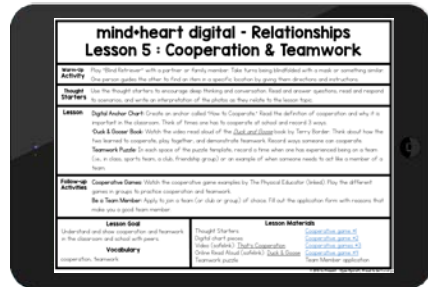 mind+heart digital - Relationships
Lesson 5 : Cooperation & Teamwork
Warm-Up
Activity
Play "Blind Retriever" with a partner or family member. Take turns being blindfolded with a mask or something similar.
One person guides the other to find an item in a specific location by giving them directions and instructions.
Thought
Starters
Use the thought starters to encourage deep thinking and conversation. Read and answer questions, read and respond
to scenarios, and write an interpretation of the photos as they relate to the lesson topic.
Lesson
Digital Anchor Chart: Create an anchor called "How to Cooperate." Read the definition of cooperation and why it is
important in the classroom. Think of times one has to cooperate at school and record 3 ways.
"Duck & Goose" Book: Watch the video read aloud of the Duck and Goose book by Terry Border. Think about how the
two learned to cooperate, play together, and demonstrate teamwork. Record ways someone can cooperate.
Teamwork Puzzle: In each space of the puzzle template, record a time when one has experienced being on a team
(i.e., in class, sports team, a club, friendship group) or an example of when someone needs to act like a member of a
team.
Follow-up
Activities
Cooperative Games: Watch the cooperative game examples by The Physical Educator (linked). Play the different
games in groups to practice cooperation and teamwork.
Be a Team Member: Apply to join a team (or club or group) of choice. Fill out the application form with reasons that
make you a good team member.
Lesson Goal
Understand and show cooperation and teamwork
in the classroom and school with peers.
Vocabulary
cooperation, teamwork
Lesson Materials
Thought Starters
Digital chart pieces
Video (safelink): That's Cooperation
Online Read Aloud (safelink): Duck & Goose
Teamwork puzzle
Cooperative game #1
Cooperative game #2
Cooperative game #3
Cooperative game #4
Team Member application